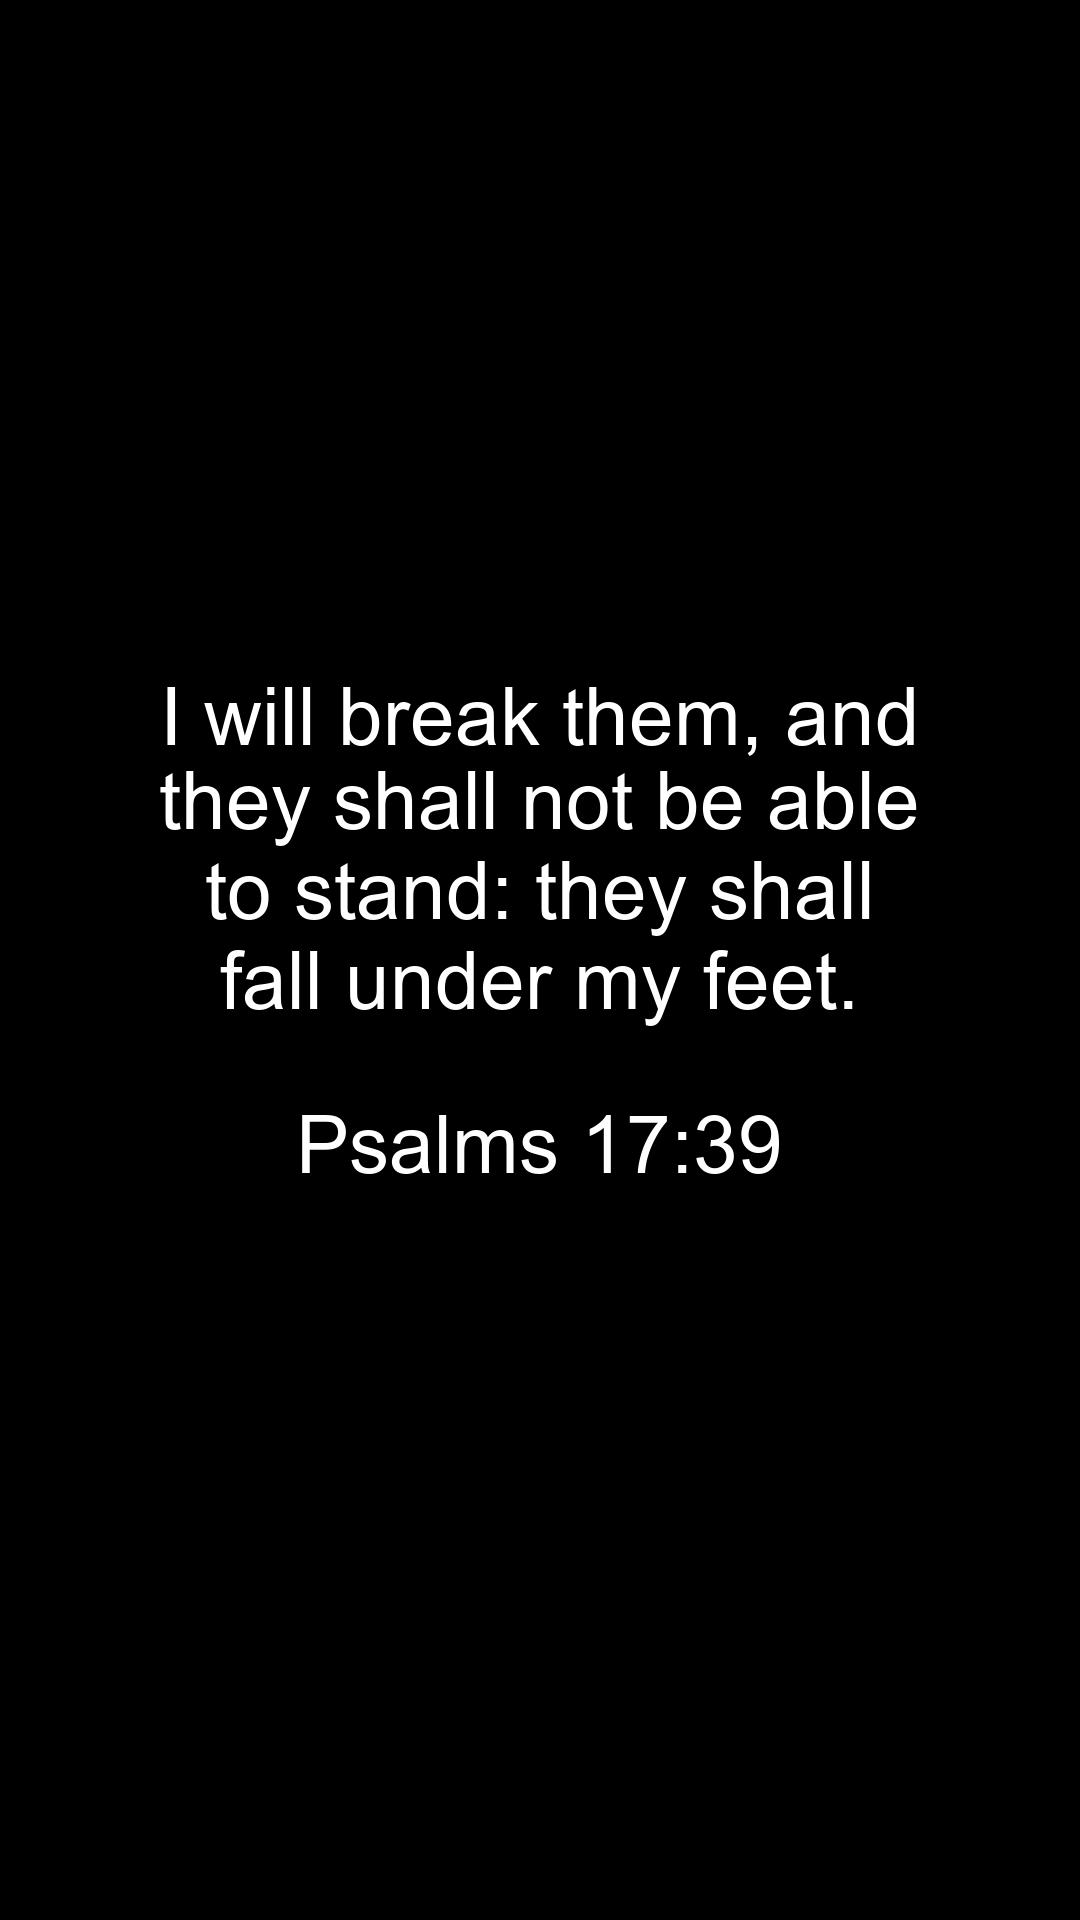 I will break them, and
they shall not be able
to stand: they shall
fall under my feet.
Psalms 17:39